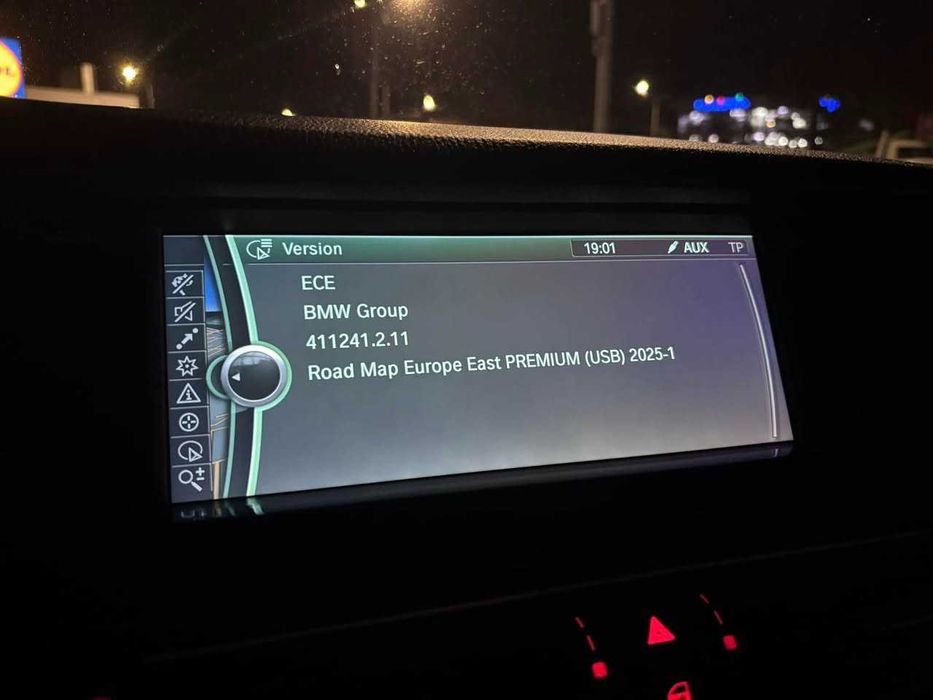 Version
19:01
AUX
TP
ECE
BMW Group
411241.2.11
Road Map Europe East PREMIUM (USB) 2025-1